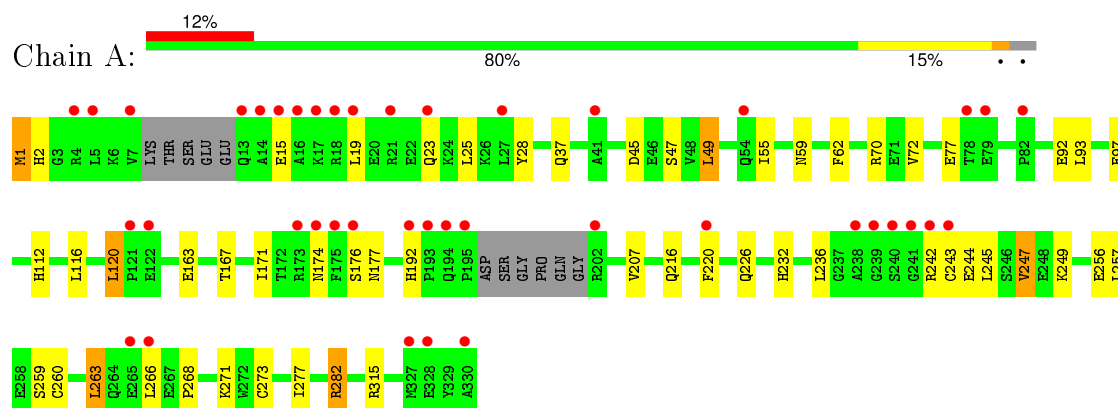 12%
Chain A:
80% 15% • •
M1 H2 G3 R4 L5 K6 V7 LYS THR SER GLU GLU Q13 A14 E15 A16 K17 R18 L19 E20 R21 E22 Q23 K24 L25 K26 L27 Y28 Q37 A41 D45 E46 S47 V48 L49 Q54 I55 N59 F62 R70 E71 V72 E77 T78 E79 P82 E92 L93
H112 L116 L120 P121 E122 E163 T167 I171 T172 R173 N174 F175 S176 N177 H192 P193 Q194 P195 ASP SER GLY PRO GLN GLY R202 V207 Q216 F220 Q226 H232 L236 G237 A238 G239 S240 G241 R242 C243 E244 L245 S246 V247 E248 K249 E256 L257
E258 S259 C260 L263 Q264 E265 L266 E267 P268 K271 W272 C273 I277 R282 R315 M327 E328 Y329 A330